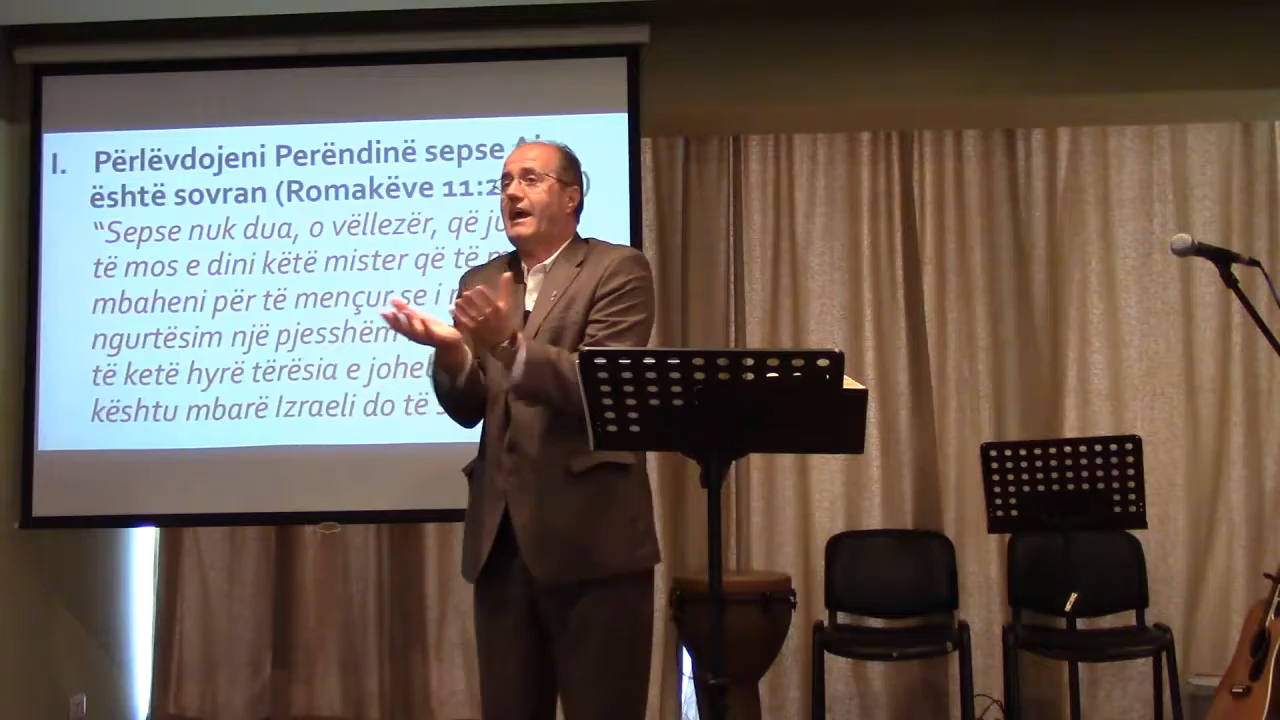 I. Përlëvdojeni Perëndinë sepse
është sovran (Romakëve 11:2
“Sepse nuk dua, o vëllezër, që ju
të mos e dini këtë mister që të
mbaheni për të mençur se i
ngurtësim një pjesshëm
të ketë hyrë tërësia e
kështu mbarë Izraeli do të